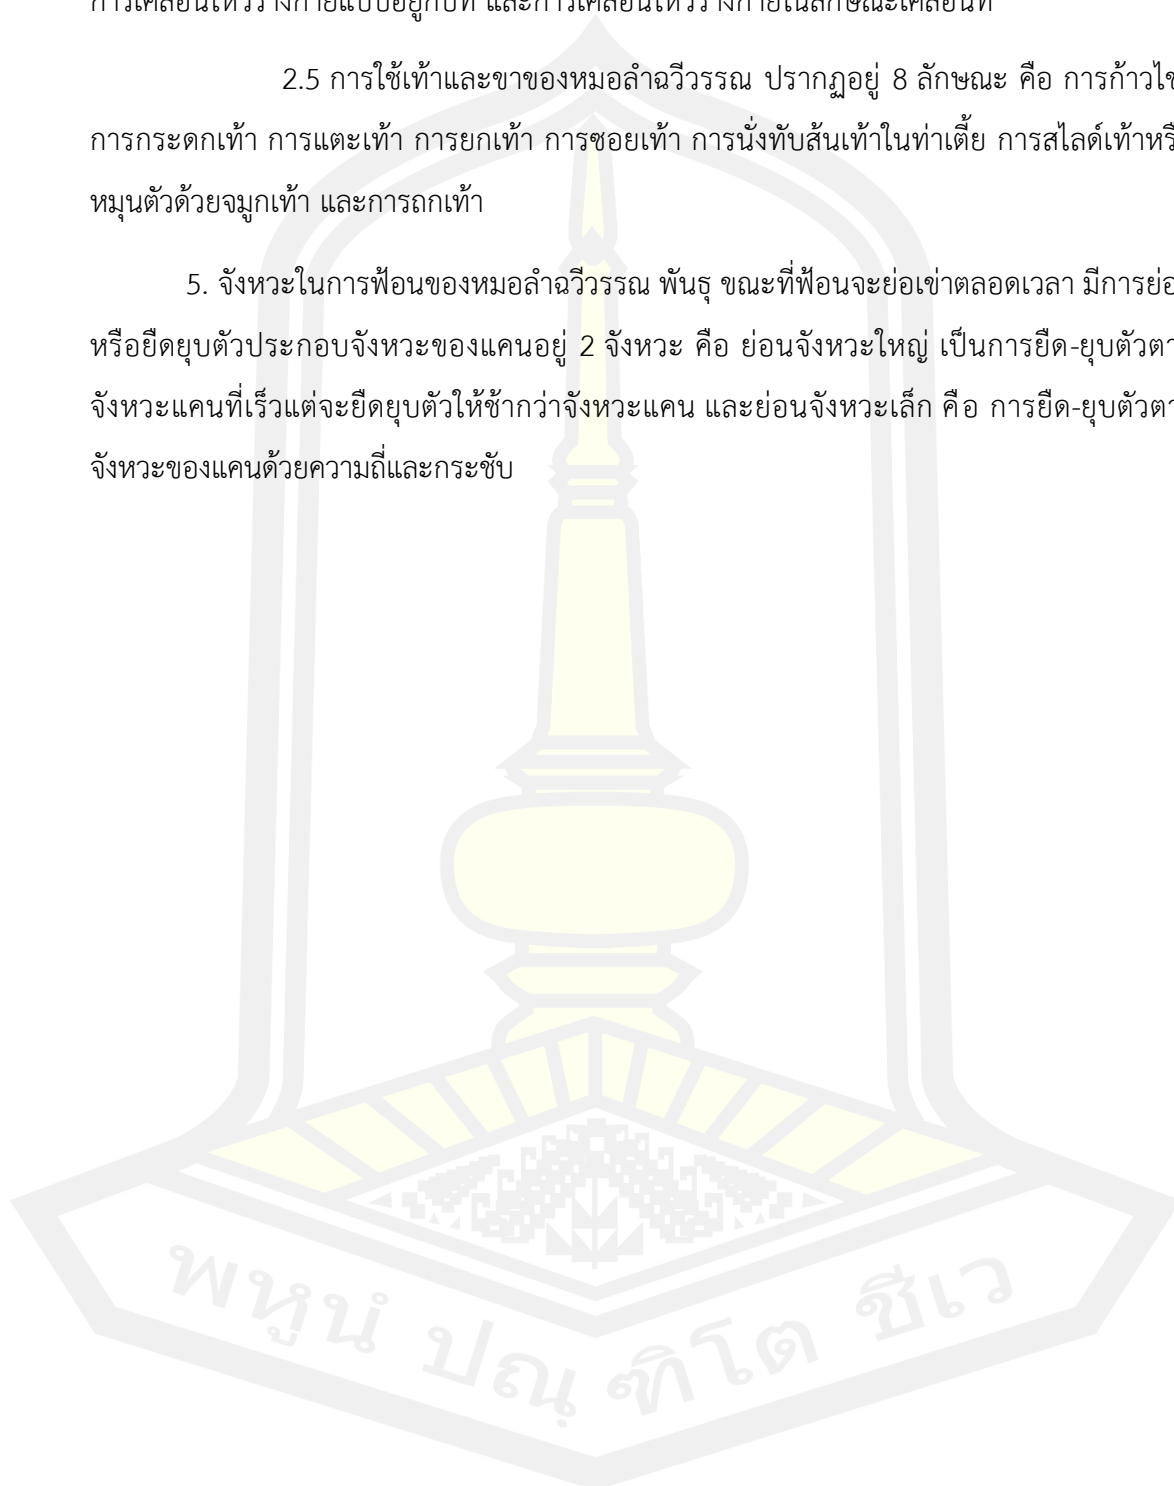 การเคลื่อนไหวร่างกายแบบอยู่กับที่ และการเคลื่อนไหวร่างกายในลักษณะเคลื่อนที่
2.5 การใช้เท้าและขาของหมอลำฉวีวรรณ ปรากฏอยู่ 8 ลักษณะ คือ การก้าวไข
การกระดกเท้า การแตะเท้า การยกเท้า การซอยเท้า การนั่งทับส้นเท้าในท่าเตี้ย การสไลด์เท้าหรื
หมุนตัวด้วยจมูกเท้า และการถกเท้า
5. จังหวะในการฟ้อนของหมอลำฉวีวรรณ พันธุ ขณะที่ฟ้อนจะย่อเข่าตลอดเวลา มีการย่อ
หรือยืดยุบตัวประกอบจังหวะของแคนอยู่ 2 จังหวะ คือ ย่อนจังหวะใหญ่ เป็นการยืด-ยุบตัวตา
จังหวะแคนที่เร็วแต่จะยืดยุบตัวให้ช้ากว่าจังหวะแคน และย่อนจังหวะเล็ก คือ การยืด-ยุบตัวตา
จังหวะของแคนด้วยความถี่และกระชับ
พหูนํ ปณฺฑิโต ชีเว